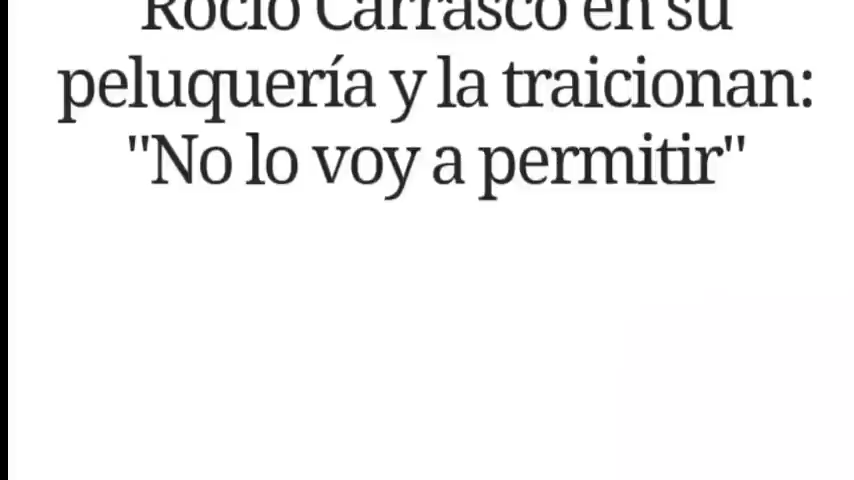 Rocío Carrasco en su
peluquería y la traicionan:
"No lo voy a permitir"